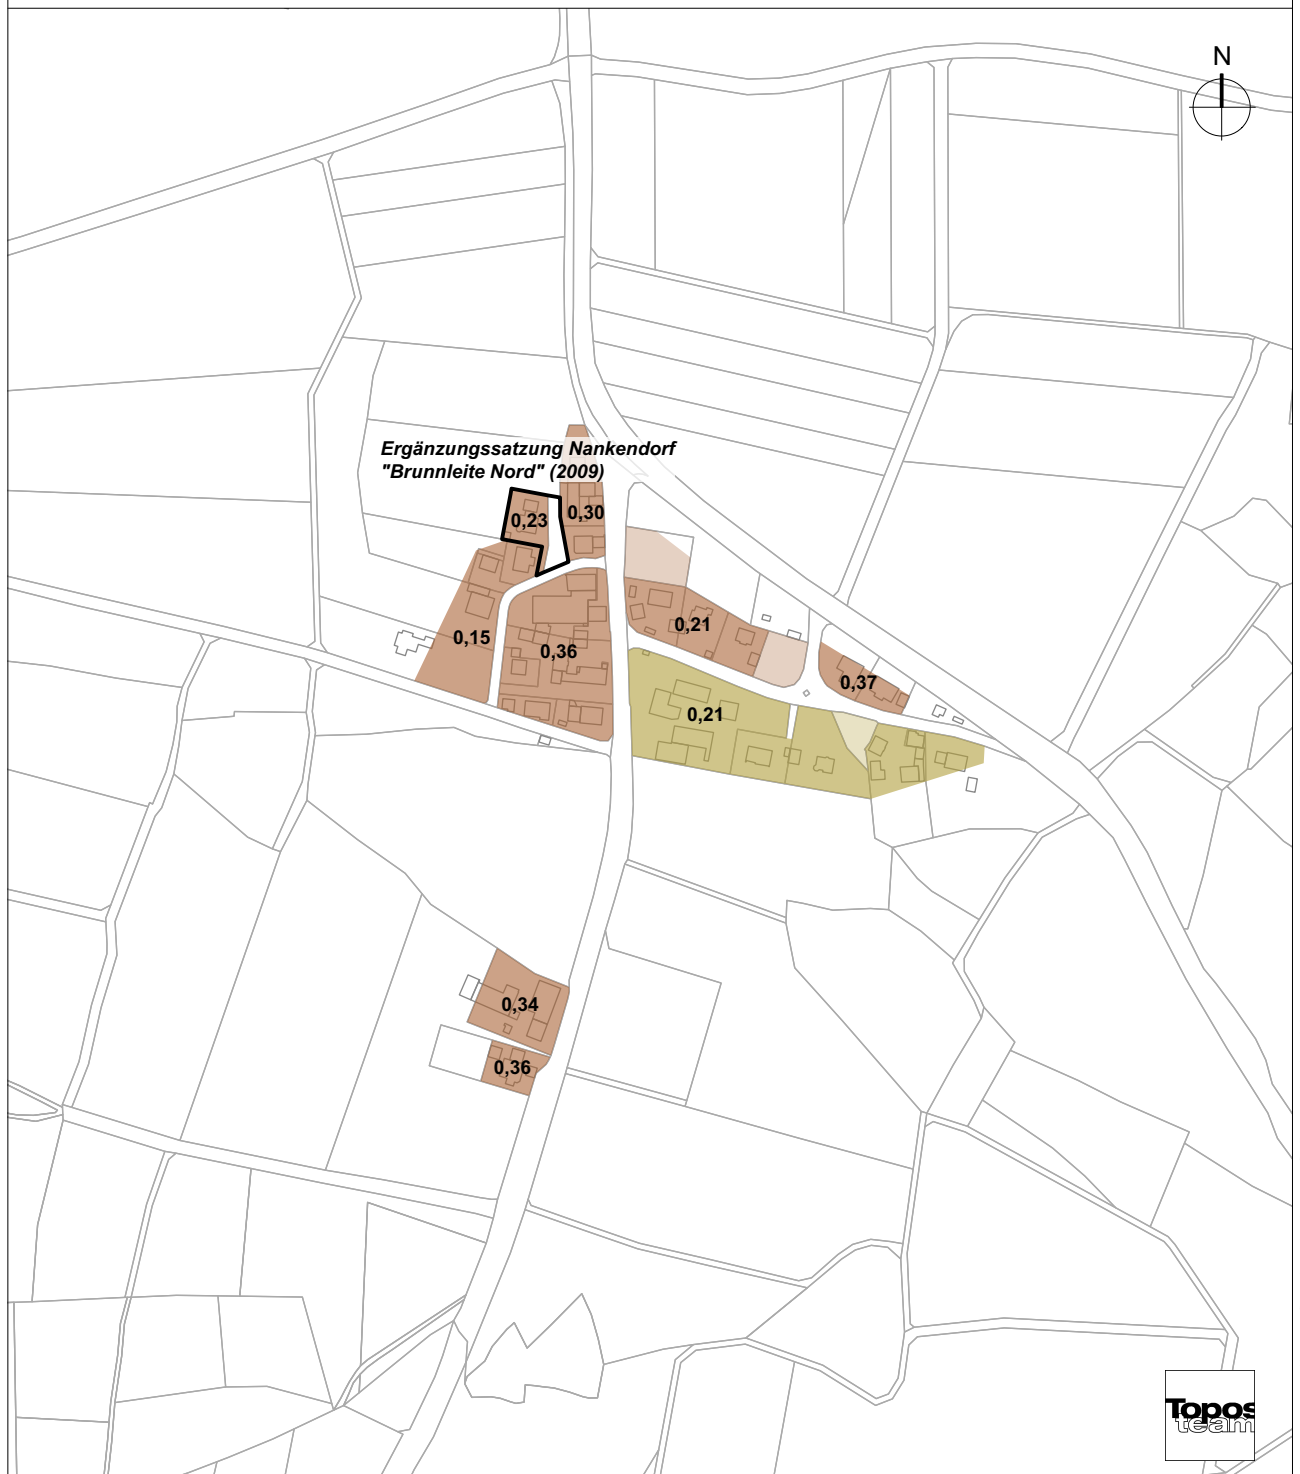 N
Ergänzungssatzung Nankendorf
"Brunnleite Nord" (2009)
0,23
0,30
0,21
0,15
0,36
0,37
0,21
0,34
0,36
Topos
team